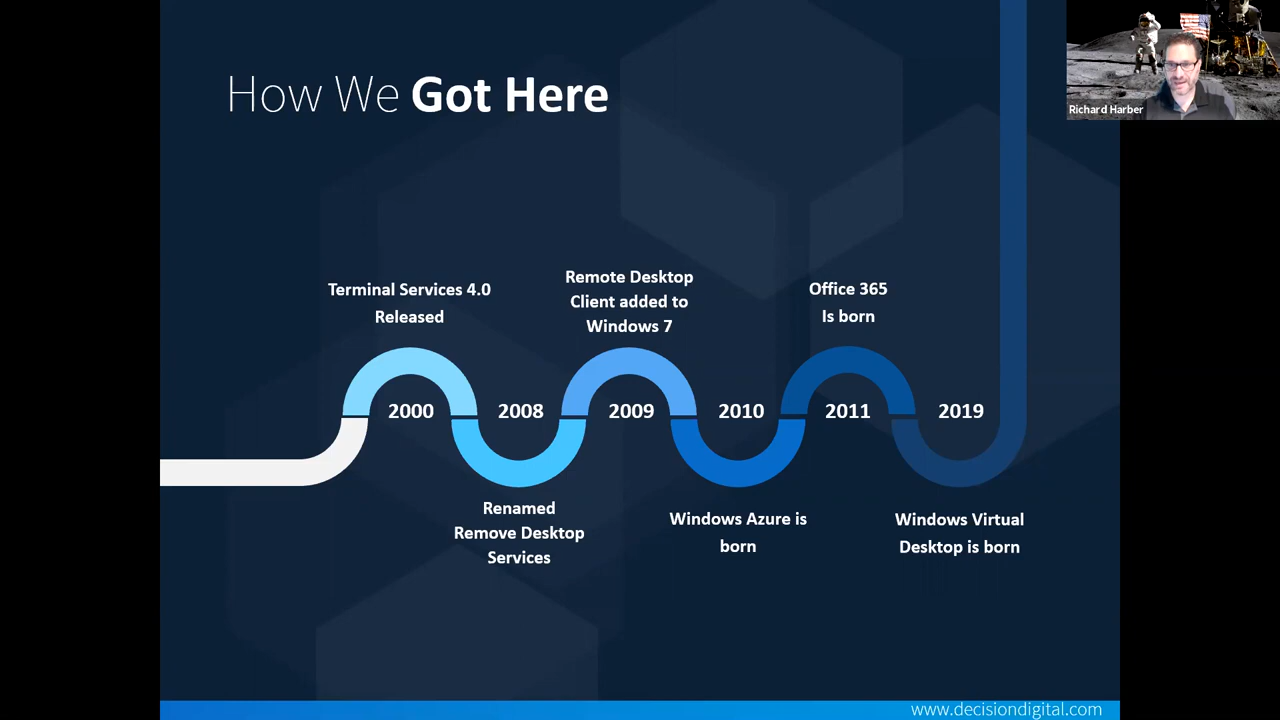 How We Got Here
Richard Harber
Terminal Services 4.0
Released
Remote Desktop
Client added to
Windows 7
Office 365
Is born
2000
2008
2009
2010
2011
2019
Renamed
Remove Desktop
Services
Windows Azure is
born
Windows Virtual
Desktop is born
www.decisiondigital.com